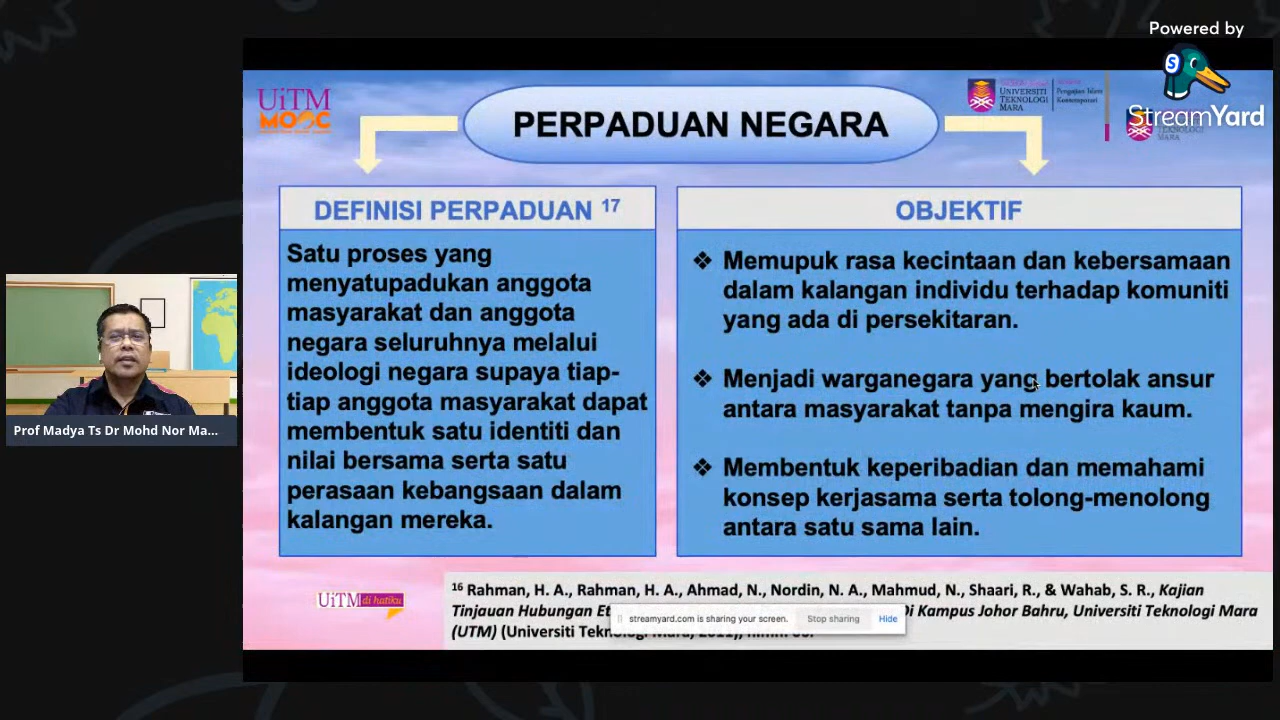 Powered by
StreamYard
UiTM
MOOC
UNIVERSITI
TEKNOLOGI
MARA
Pengajian Islam
Kontemporari
PERPADUAN NEGARA
DEFINISI PERPADUAN 17
Satu proses yang
menyatupadukan anggota
masyarakat dan anggota
negara seluruhnya melalui
ideologi negara supaya tiap-
tiap anggota masyarakat dapat
membentuk satu identiti dan
nilai bersama serta satu
perasaan kebangsaan dalam
kalangan mereka.
OBJEKTIF
❖ Memupuk rasa kecintaan dan kebersamaan
dalam kalangan individu terhadap komuniti
yang ada di persekitaran.
❖ Menjadi warganegara yang bertolak ansur
antara masyarakat tanpa mengira kaum.
❖ Membentuk keperibadian dan memahami
konsep kerjasama serta tolong-menolong
antara satu sama lain.
Prof Madya Ts Dr Mohd Nor Ma...
UiTM di hatiku
16 Rahman, H. A., Rahman, H. A., Ahmad, N., Nordin, N. A., Mahmud, N., Shaari, R., & Wahab, S. R., Kajian
Tinjauan Hubungan Di Kampus Johor Bahru, Universiti Teknologi Mara
(UTM) (Universiti
streamyard.com is sharing your screen. Stop sharing Hide